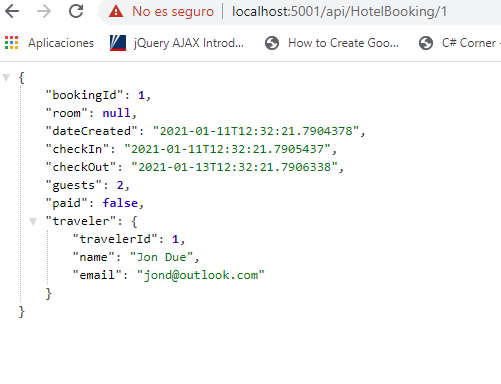 No es seguro | localhost:5001/api/HotelBooking/1
Aplicaciones jQuery AJAX Introd... How to Create Goo... C# Corner -
{
"bookingId": 1,
"room": null,
"dateCreated": "2021-01-11T12:32:21.7904378",
"checkIn": "2021-01-11T12:32:21.7905437",
"checkOut": "2021-01-13T12:32:21.7906338",
"guests": 2,
"paid": false,
"traveler": {
"travelerId": 1,
"name": "Jon Due",
"email": "jond@outlook.com"
}
}